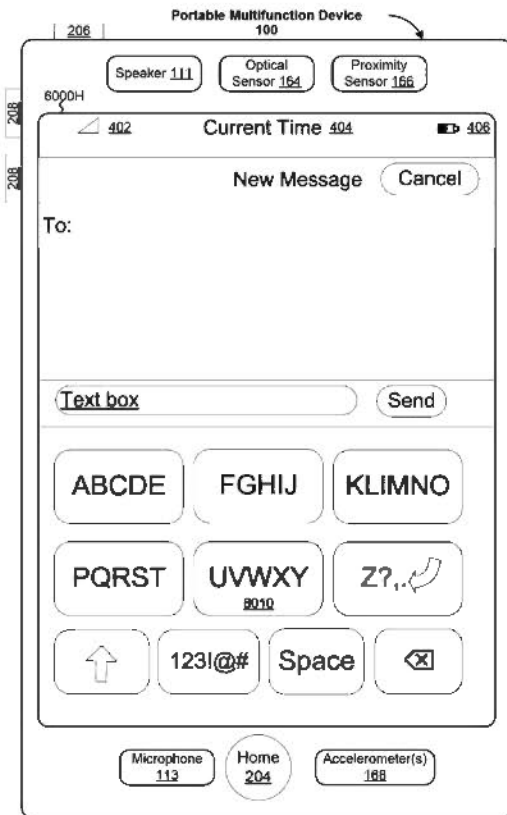 Portable Multifunction Device
100
206
Speaker 111
Optical
Sensor 164
Proximity
Sensor 166
6000H
208
402
Current Time 404
406
208
New Message
Cancel
To:
Text box
Send
ABCDE
FGHIJ
KLIMNO
PQRST
UVWXY
8010
Z?,.
123!@#
Space
Microphone
113
Home
204
Accelerometer(s)
168